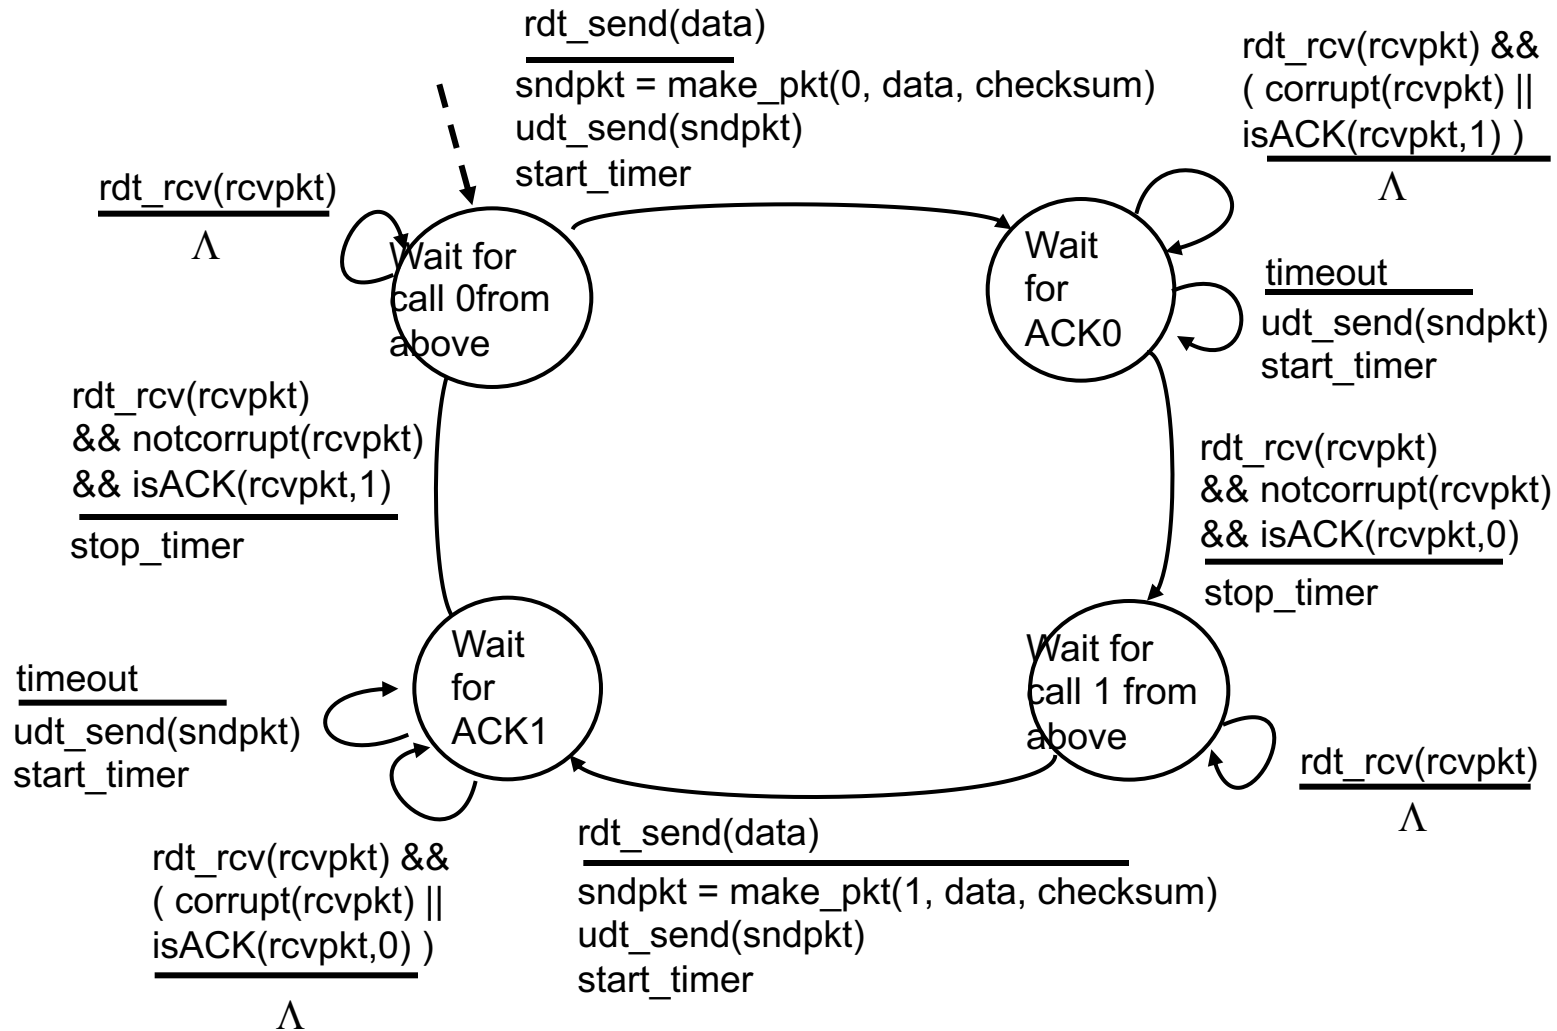 rdt_send(data)
sndpkt = make_pkt(0, data, checksum)
udt_send(sndpkt)
start_timer
rdt_rcv(rcvpkt) &&
( corrupt(rcvpkt) ||
isACK(rcvpkt,1) )
Λ
rdt_rcv(rcvpkt)
Λ
Wait for
call 0from
above
Wait
for
ACK0
timeout
udt_send(sndpkt)
start_timer
rdt_rcv(rcvpkt)
&& notcorrupt(rcvpkt)
&& isACK(rcvpkt,1)
stop_timer
rdt_rcv(rcvpkt)
&& notcorrupt(rcvpkt)
&& isACK(rcvpkt,0)
stop_timer
Wait
for
ACK1
Wait for
call 1 from
above
timeout
udt_send(sndpkt)
start_timer
rdt_rcv(rcvpkt)
Λ
rdt_rcv(rcvpkt) &&
( corrupt(rcvpkt) ||
isACK(rcvpkt,0) )
Λ
rdt_send(data)
sndpkt = make_pkt(1, data, checksum)
udt_send(sndpkt)
start_timer